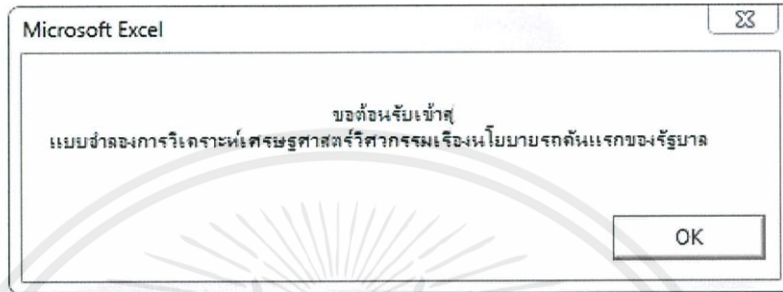 Microsoft Excel
ขอต้อนรับเข้าสู่
แบบจำลองการวิเคราะห์เศรษฐศาสตร์วิศวกรรมเรื่องนโยบายรถคันแรกของรัฐบาล
OK